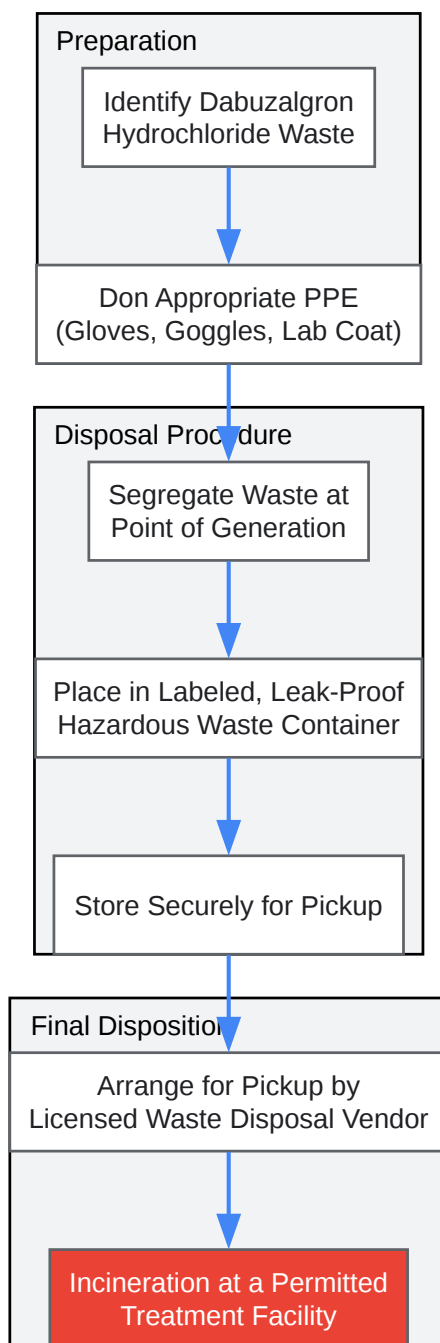 Preparation
Identify Dabuzalgron
Hydrochloride Waste
Don Appropriate PPE
(Gloves, Goggles, Lab Coat)
Disposal Procedure
Segregate Waste at
Point of Generation
Place in Labeled, Leak-Proof
Hazardous Waste Container
Store Securely for Pickup
Final Disposition
Arrange for Pickup by
Licensed Waste Disposal Vendor
Incineration at a Permitted
Treatment Facility